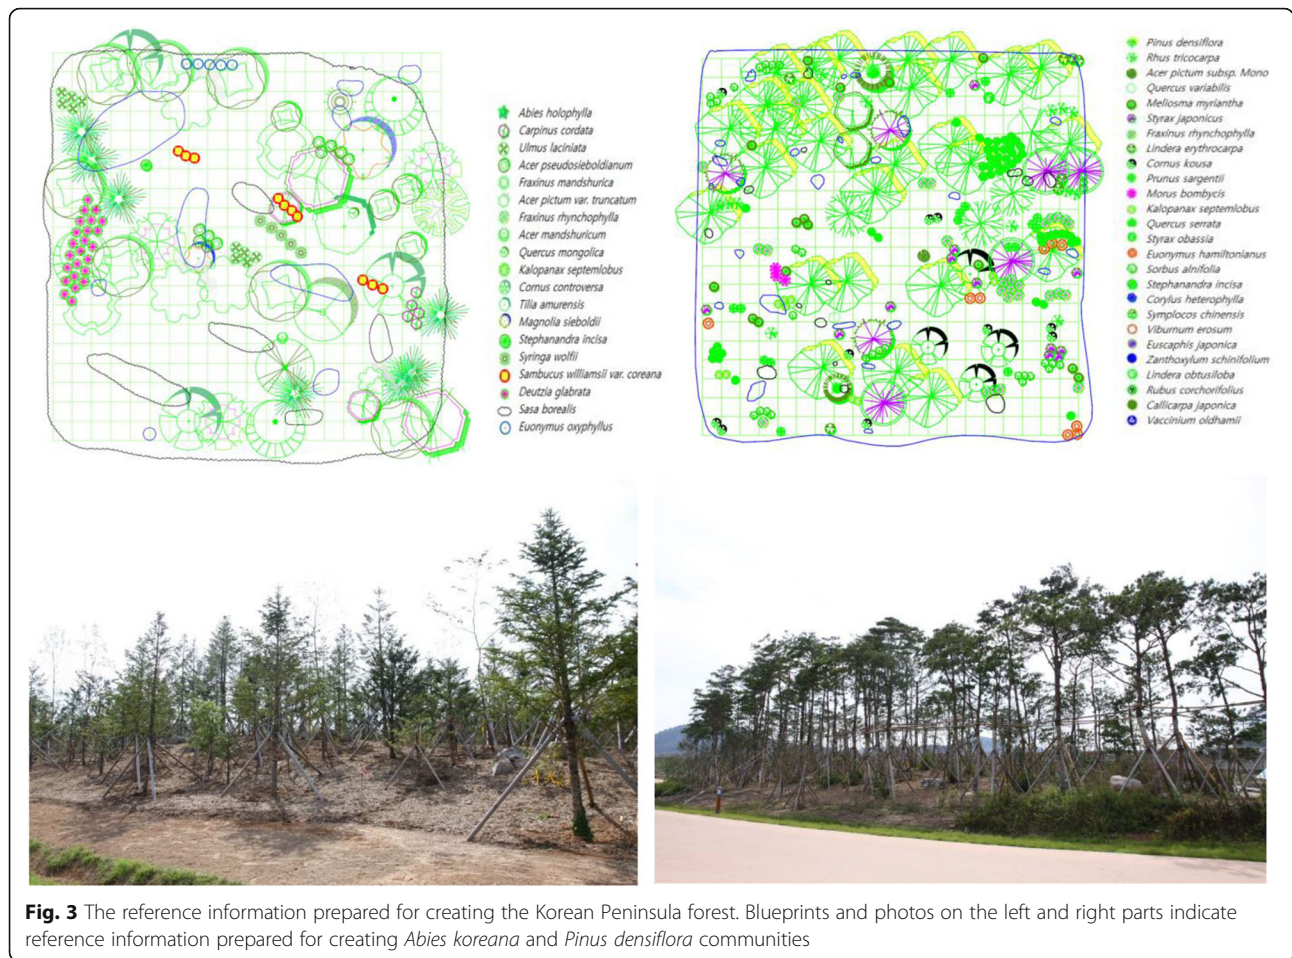 Abies holophylla
Carpinus cordata
Ulmus laciniata
Acer pseudosieboldianum
Fraxinus mandshurica
Acer pictum var. truncatum
Fraxinus rhynchophylla
Acer mandshuricum
Quercus mongolica
Kalopanax septemlobus
Cornus controversa
Tilia amurensis
Magnolia sieboldii
Stephanandra incisa
Syringa wolfii
Sambucus williamsii var. coreana
Deutzia glabrata
Sasa borealis
Euonymus oxyphyllus
Pinus densiflora
Rhus tricocarpa
Acer pictum subsp. Mono
Quercus variabilis
Meliosma myriantha
Styrax japonicus
Fraxinus rhynchophylla
Lindera erythrocarpa
Cornus kousa
Prunus sargentii
Morus bombycis
Kalopanax septemlobus
Quercus serrata
Styrax obassia
Euonymus hamiltonianus
Sorbus alnifolia
Stephanandra incisa
Corylus heterophylla
Symplocos chinensis
Viburnum erosum
Euscaphis japonica
Zanthoxylum schinifolium
Lindera obtusiloba
Rubus corchorifolius
Callicarpa japonica
Vaccinium oldhamii
Fig. 3 The reference information prepared for creating the Korean Peninsula forest. Blueprints and photos on the left and right parts indicate
reference information prepared for creating Abies koreana and Pinus densiflora communities